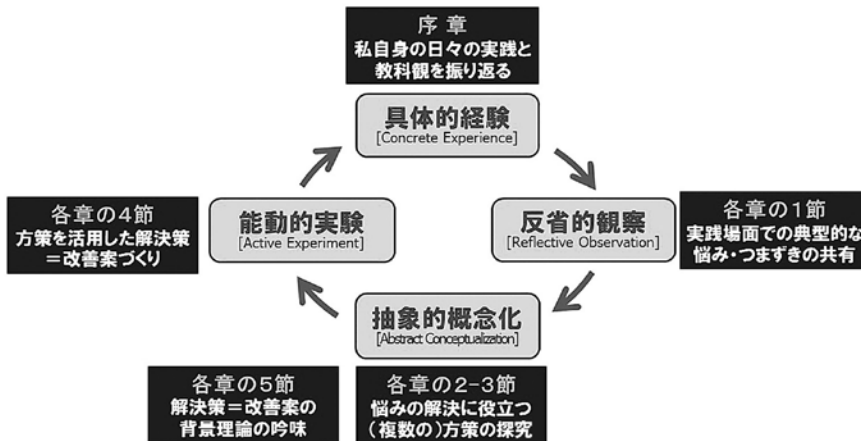 序章
私自身の日々の実践と
教科観を振り返る
具体的経験
[Concrete Experience]
各章の4節
方策を活用した解決策
＝改善案づくり
能動的実験
[Active Experiment]
反省的観察
[Reflective Observation]
各章の1節
実践場面での典型的な
悩み・つまずきの共有
抽象的概念化
[Abstract Conceptualization]
各章の5節
解決策＝改善案の
背景理論の吟味
各章の2-3節
悩みの解決に役立つ
（複数の）方策の探究